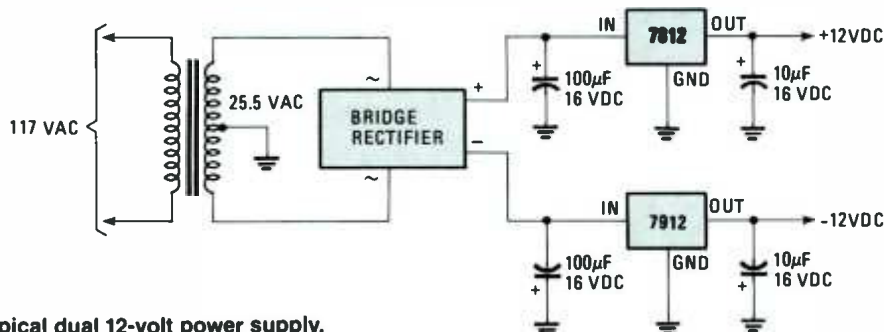 117 VAC
25.5 VAC
~
BRIDGE
RECTIFIER
~
+
-
+
100μF
16 VDC
IN
7812
OUT
GND
+
10μF
16 VDC
+12VDC
IN
7912
OUT
GND
100μF
16 VDC
+
10μF
16 VDC
+
-12VDC
pical dual 12-volt power supply.